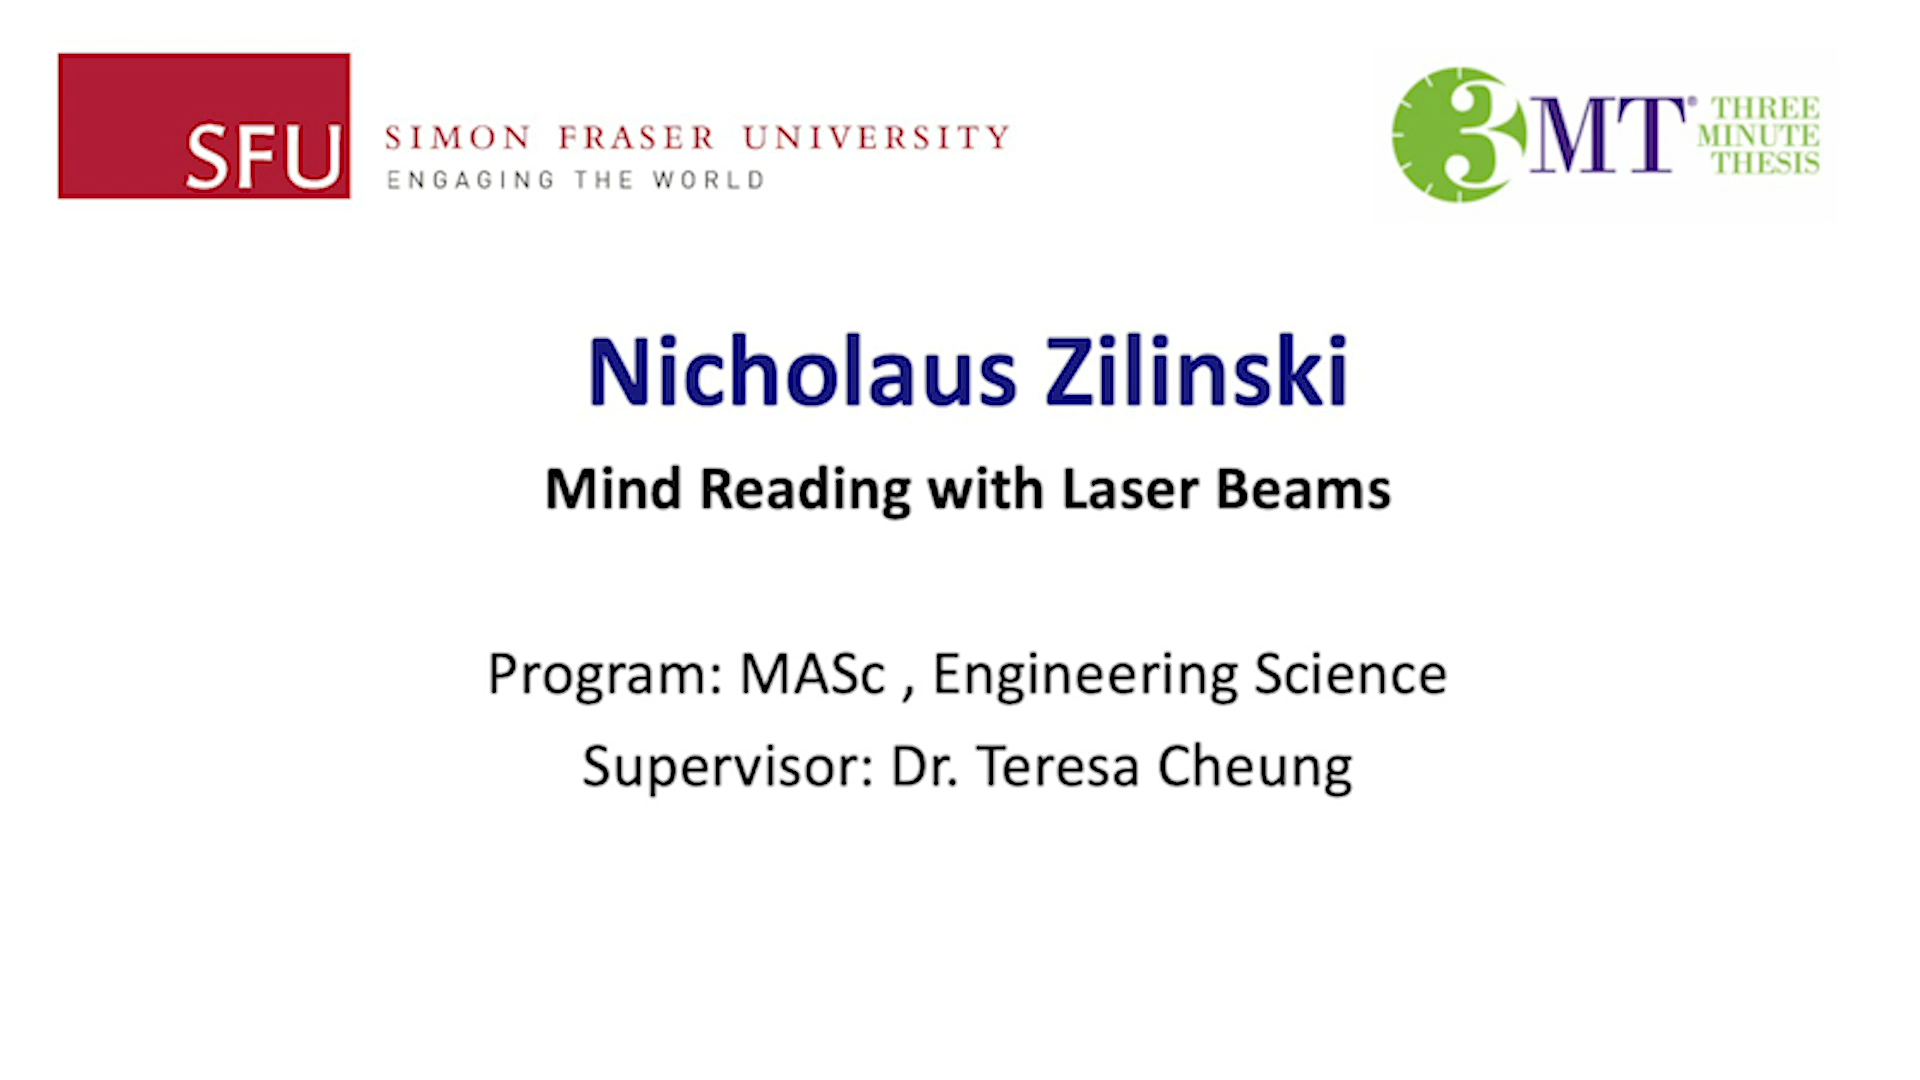 SFU
SIMON FRASER UNIVERSITY
ENGAGING THE WORLD
3MT® THREE
MINUTE
THESIS
Nicholaus Zilinski
Mind Reading with Laser Beams
Program: MASc , Engineering Science
Supervisor: Dr. Teresa Cheung